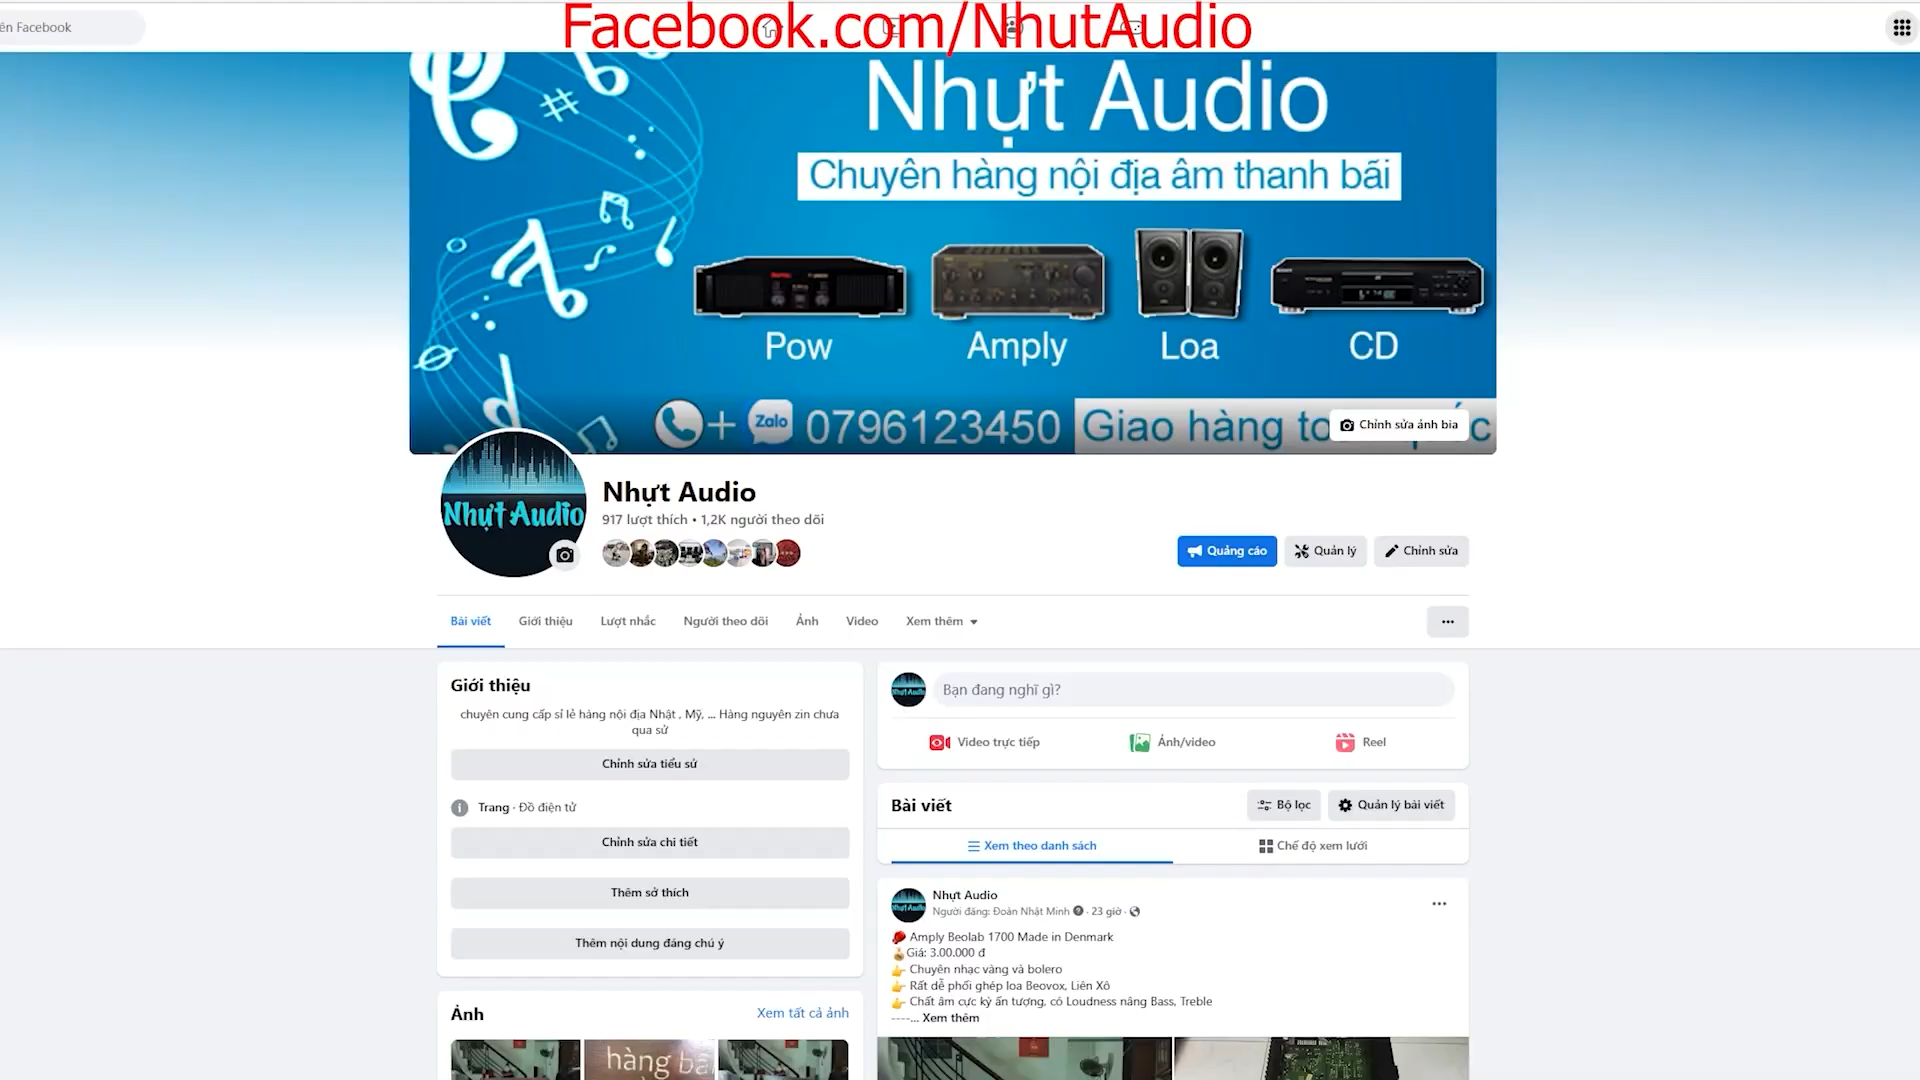 ên Facebook
Facebook.com/NhutAudio
Nhựt Audio
Chuyên hàng nội địa âm thanh bãi
Pow
Amply
Loa
CD
+ Zalo 0796123450
Giao hàng to
c
Chỉnh sửa ảnh bìa
Nhựt Audio
Nhựt Audio
917 lượt thích • 1,2K người theo dõi
Quảng cáo
Quản lý
Chỉnh sửa
Bài viết
Giới thiệu
Lượt nhắc
Người theo dõi
Ảnh
Video
Xem thêm
Giới thiệu
chuyên cung cấp sỉ lẻ hàng nội địa Nhật , Mỹ, ... Hàng nguyên zin chưa
qua sử
Chỉnh sửa tiểu sử
Trang · Đồ điện tử
Chỉnh sửa chi tiết
Thêm sở thích
Thêm nội dung đáng chú ý
Ảnh
Xem tất cả ảnh
hàng bã
Nhựt Audio
Bạn đang nghĩ gì?
Video trực tiếp
Ảnh/video
Reel
Bài viết
Bộ lọc
Quản lý bài viết
Xem theo danh sách
Chế độ xem lưới
Nhựt Audio
Nhựt Audio
Người đăng: Đoàn Nhật Minh · 23 giờ ·
Amply Beolab 1700 Made in Denmark
Giá: 3.00.000 đ
Chuyên nhạc vàng và bolero
Rất dễ phối ghép loa Beovox, Liên Xô
Chất âm cực kỳ ấn tượng, có Loudness nâng Bass, Treble
----... Xem thêm